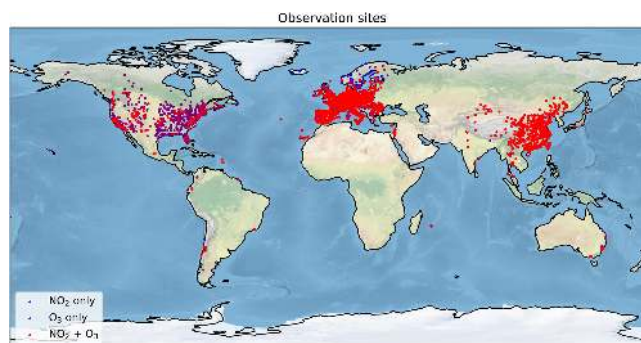 Observation sites
NO₂ only
O₃ only
NO₂ + O₃